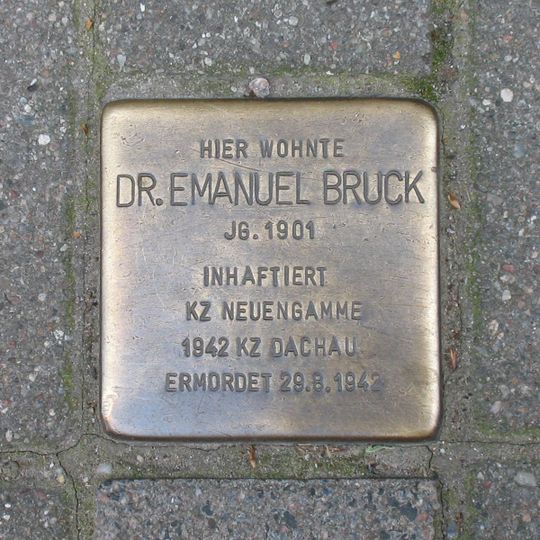 HIER WOHNTE
DR. EMANUEL BRUCK
JG. 1901
INHAFTIERT
KZ NEUENGAMME
1942 KZ DACHAU
ERMORDET 29.8.1942